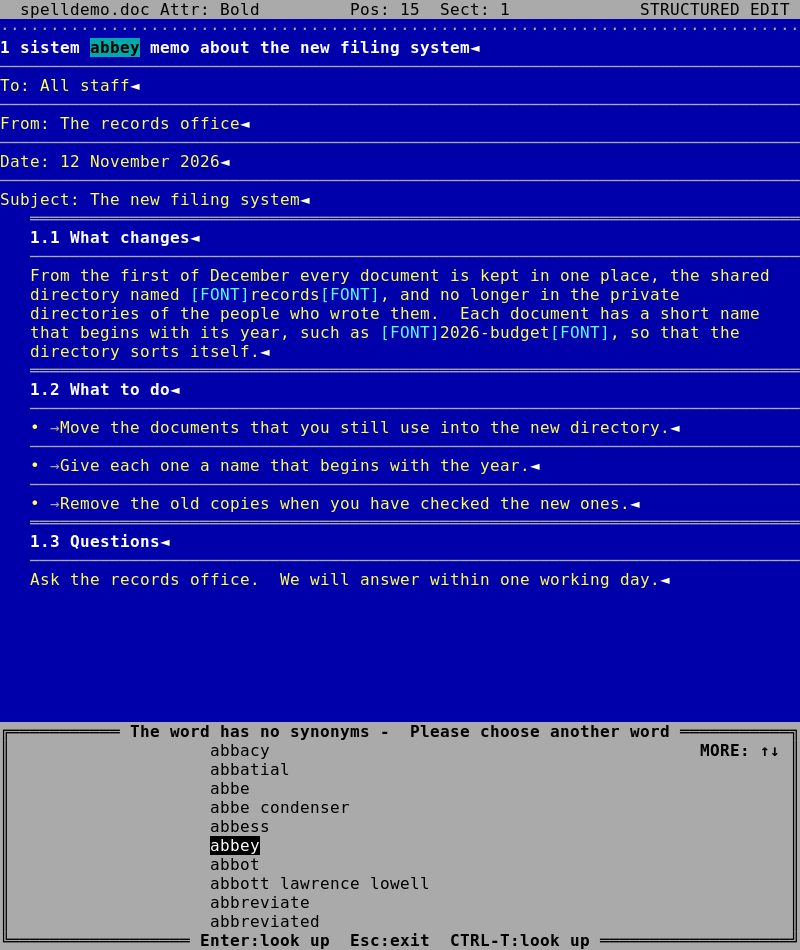 spelldemo.doc Attr: Bold         Pos: 15  Sect: 1             STRUCTURED EDIT
1 sistem abbey memo about the new filing system◄
To: All staff◄
From: The records office◄
Date: 12 November 2026◄
Subject: The new filing system◄
1.1 What changes◄
From the first of December every document is kept in one place, the shared
directory named [FONT]records[FONT], and no longer in the private
directories of the people who wrote them.  Each document has a short name
that begins with its year, such as [FONT]2026-budget[FONT], so that the
directory sorts itself.◄
1.2 What to do◄
• →Move the documents that you still use into the new directory.◄
• →Give each one a name that begins with the year.◄
• →Remove the old copies when you have checked the new ones.◄
1.3 Questions◄
Ask the records office.  We will answer within one working day.◄
The word has no synonyms -  Please choose another word
abbacy                                           MORE: ↑↓
abbatial
abbe
abbe condenser
abbess
abbey
abbot
abbott lawrence lowell
abbreviate
abbreviated
Enter:look up  Esc:exit  CTRL-T:look up